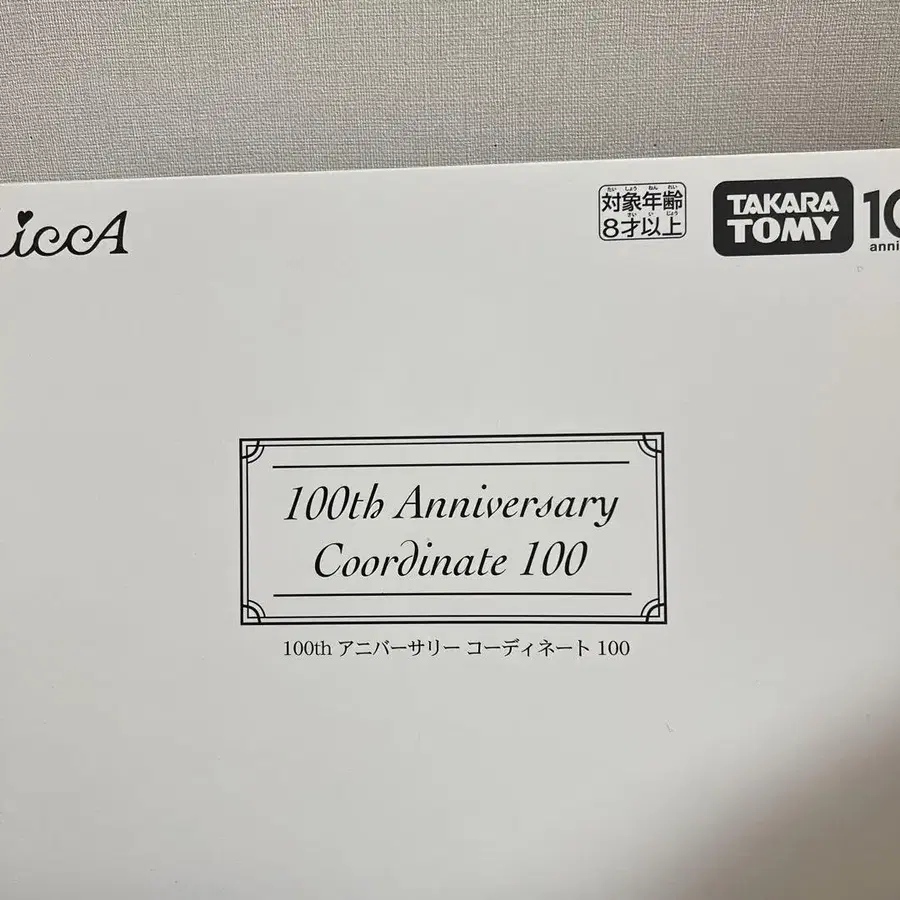 LiccA
対象年齢
8才以上
TAKARA
TOMY
100th Anniversary
Coordinate 100
100th アニバーサリー コーディネート 100